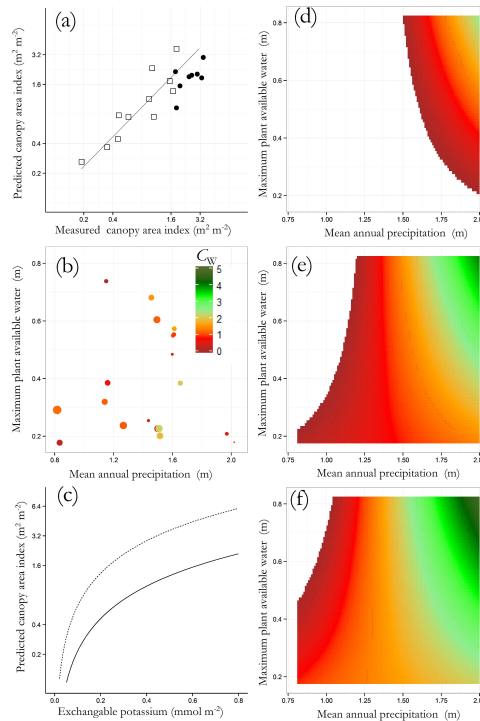 (a)
3.2
1.6
0.4
0.2
Predicted canopy area index (m² m⁻²)
0.2 0.4 1.6 3.2
Measured canopy area index (m² m⁻²)
(d)
0.8
0.6
0.4
0.2
Maximum plant available water (m)
0.75 1.00 1.25 1.50 1.75 2.00
Mean annual precipitation (m)
(b)
C_W
5
4
3
2
1
0
0.8
0.6
0.4
0.2
Maximum plant available water (m)
0.8 1.2 1.6 2.0
Mean annual precipitation (m)
(e)
0.8
0.6
0.4
0.2
Maximum plant available water (m)
0.75 1.00 1.25 1.50 1.75 2.00
Mean annual precipitation (m)
(c)
6.4
3.2
1.6
0.4
0.2
Predicted canopy area index (m² m⁻²)
0.0 0.2 0.4 0.6 0.8
Exchangable potassium (mmol m⁻²)
(f)
0.8
0.6
0.4
0.2
Maximum plant available water (m)
0.75 1.00 1.25 1.50 1.75 2.00
Mean annual precipitation (m)